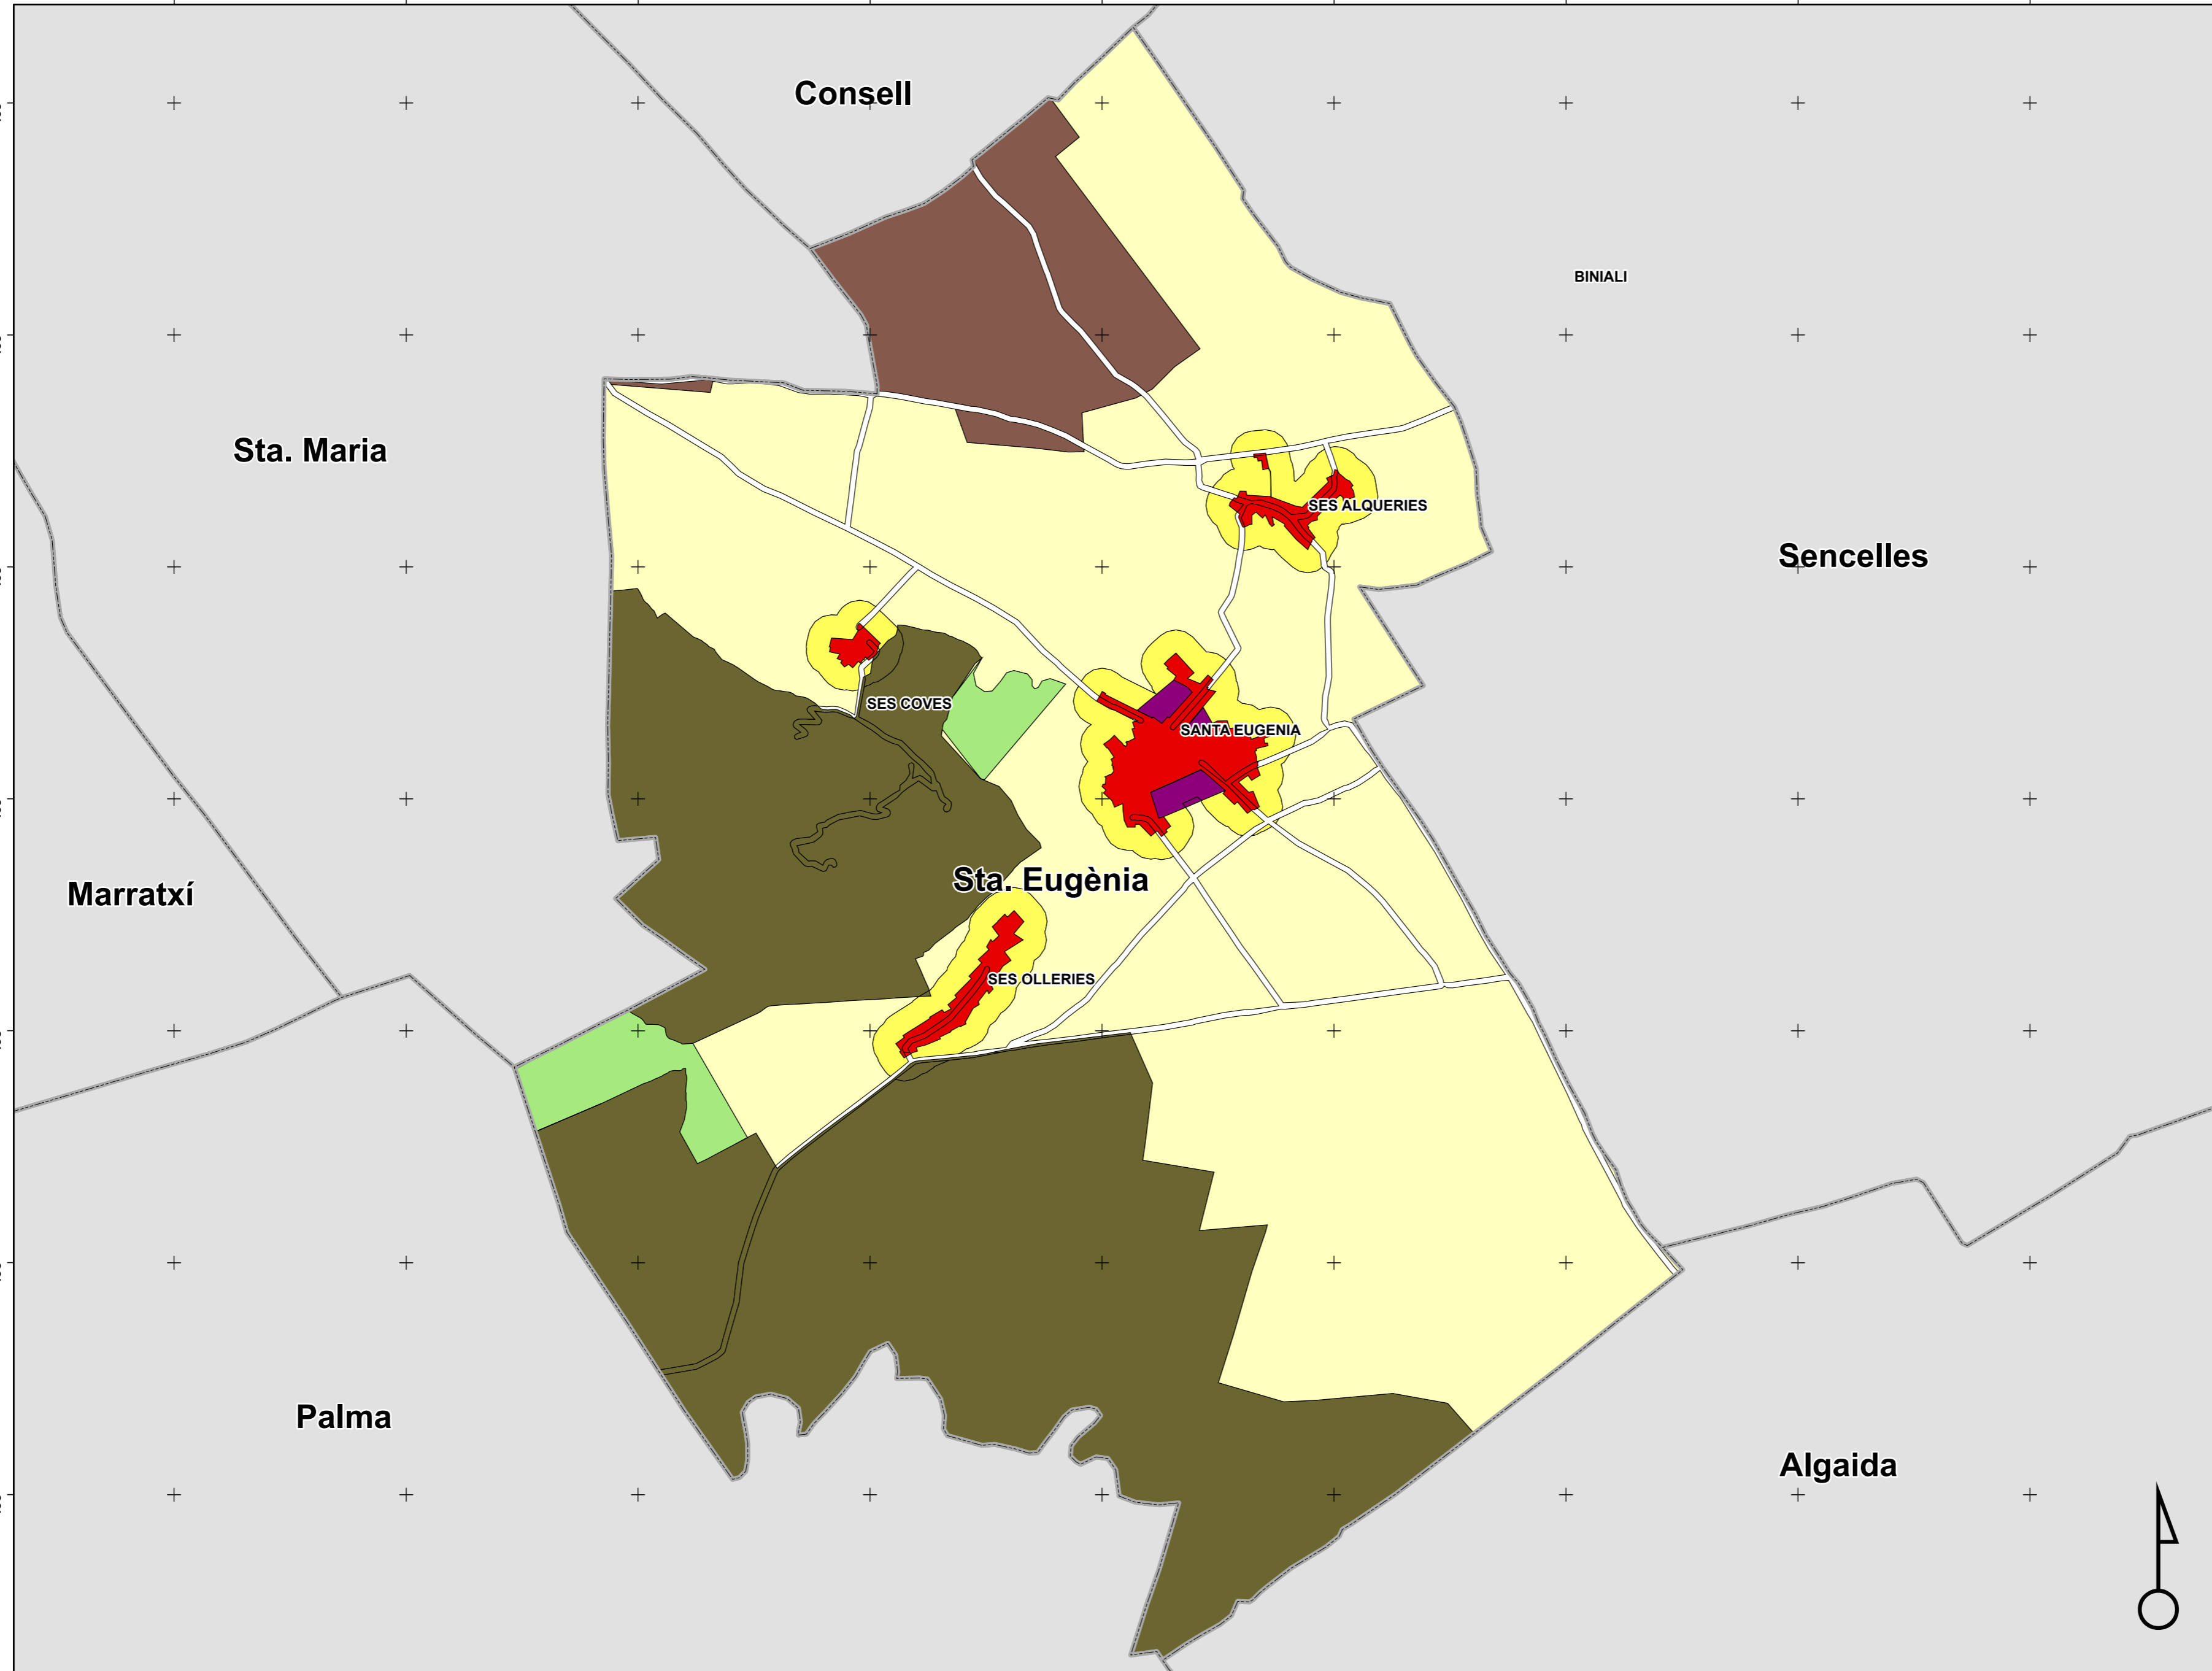 Consell
BINIALI
Sta. Maria
SES ALQUERIES
Sencelles
SES COVES
SANTA EUGENIA
Sta. Eugènia
Marratxí
SES OLLERIES
Palma
Algaida